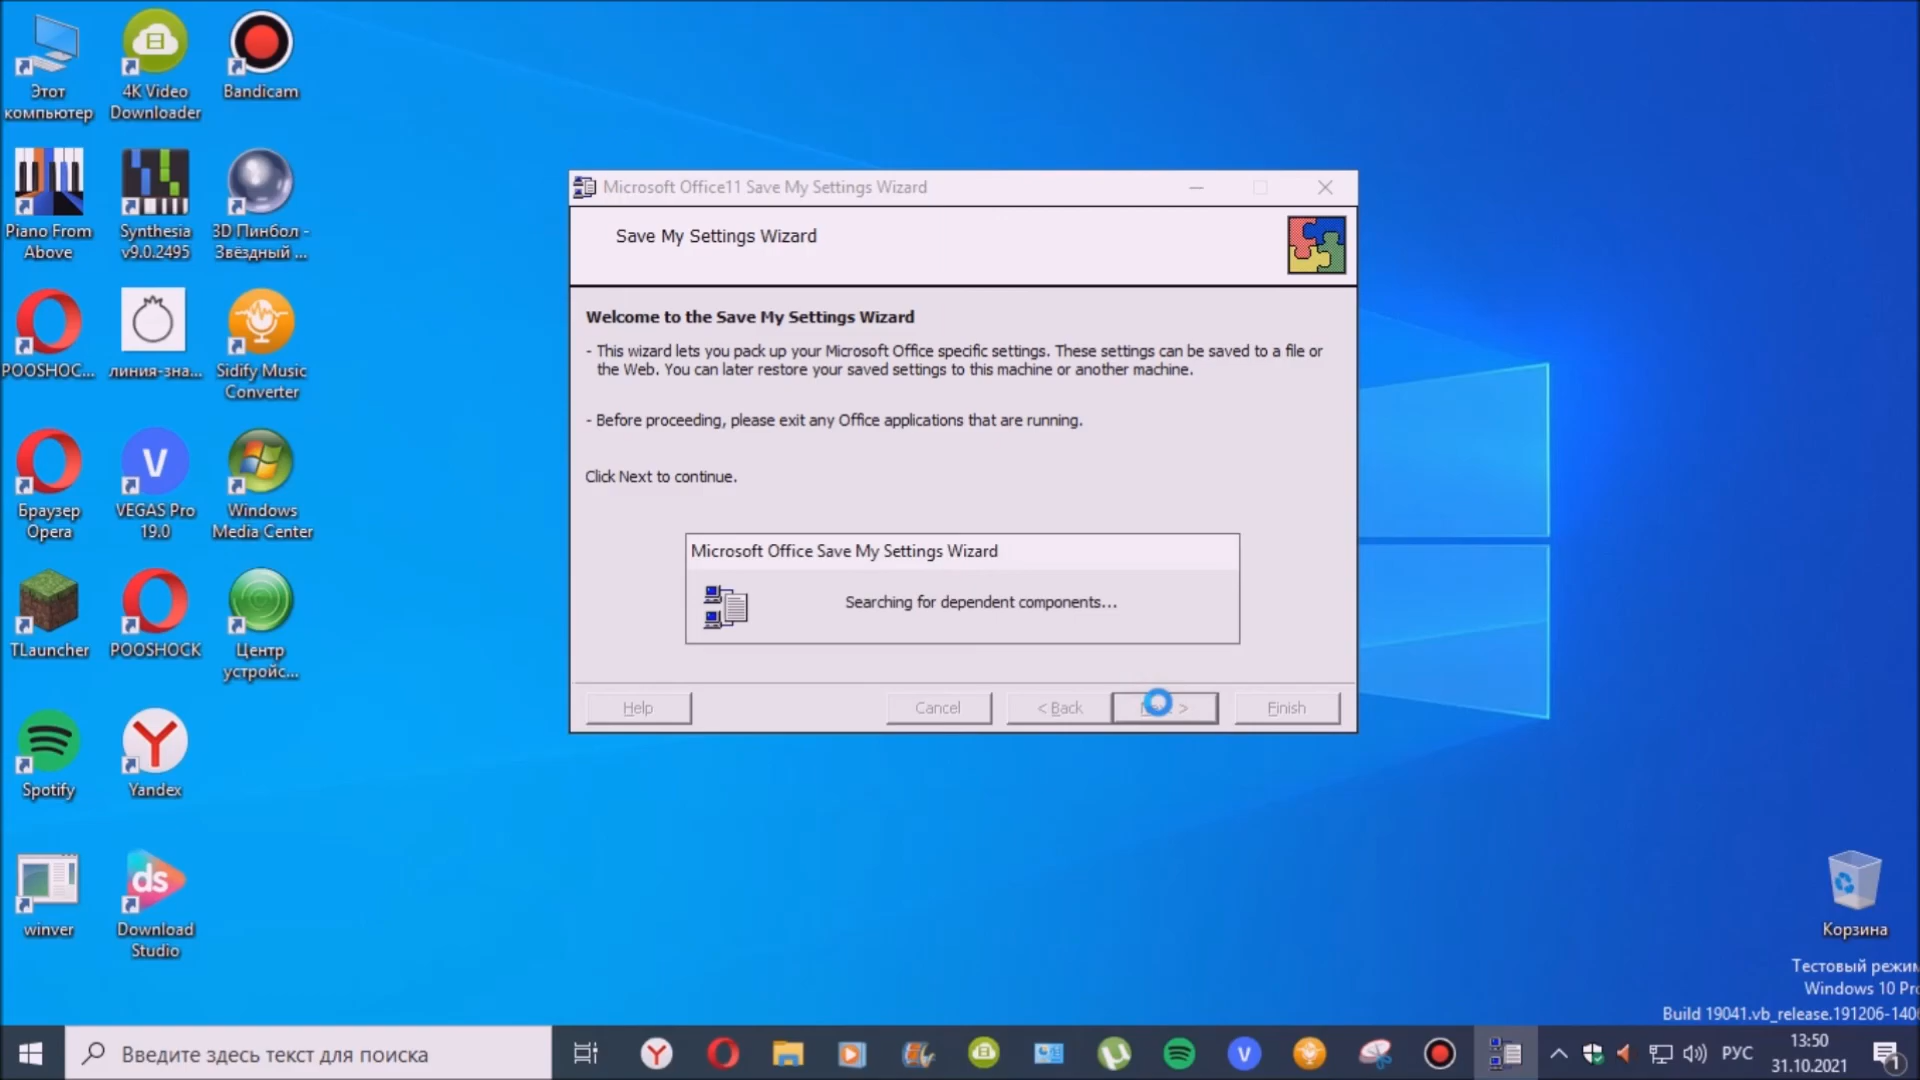 Этот
компьютер
4K Video
Downloader
Bandicam
Piano From
Above
Synthesia
v9.0.2495
3D Пинбол -
Звёздный ...
POOSHOC...
линия-зна...
Sidify Music
Converter
Браузер
Opera
V
VEGAS Pro
19.0
Windows
Media Center
TLauncher
POOSHOCK
Центр
устройс...
Spotify
Yandex
winver
ds
Download
Studio
Microsoft Office11 Save My Settings Wizard
Save My Settings Wizard
Welcome to the Save My Settings Wizard
- This wizard lets you pack up your Microsoft Office specific settings. These settings can be saved to a file or
the Web. You can later restore your saved settings to this machine or another machine.
- Before proceeding, please exit any Office applications that are running.
Click Next to continue.
Microsoft Office Save My Settings Wizard
Searching for dependent components...
Help
Cancel
< Back
>
Finish
Корзина
Тестовый режим
Windows 10 Pro
Build 19041.vb_release.191206-1406
Введите здесь текст для поиска
V
РУС
13:50
31.10.2021
1